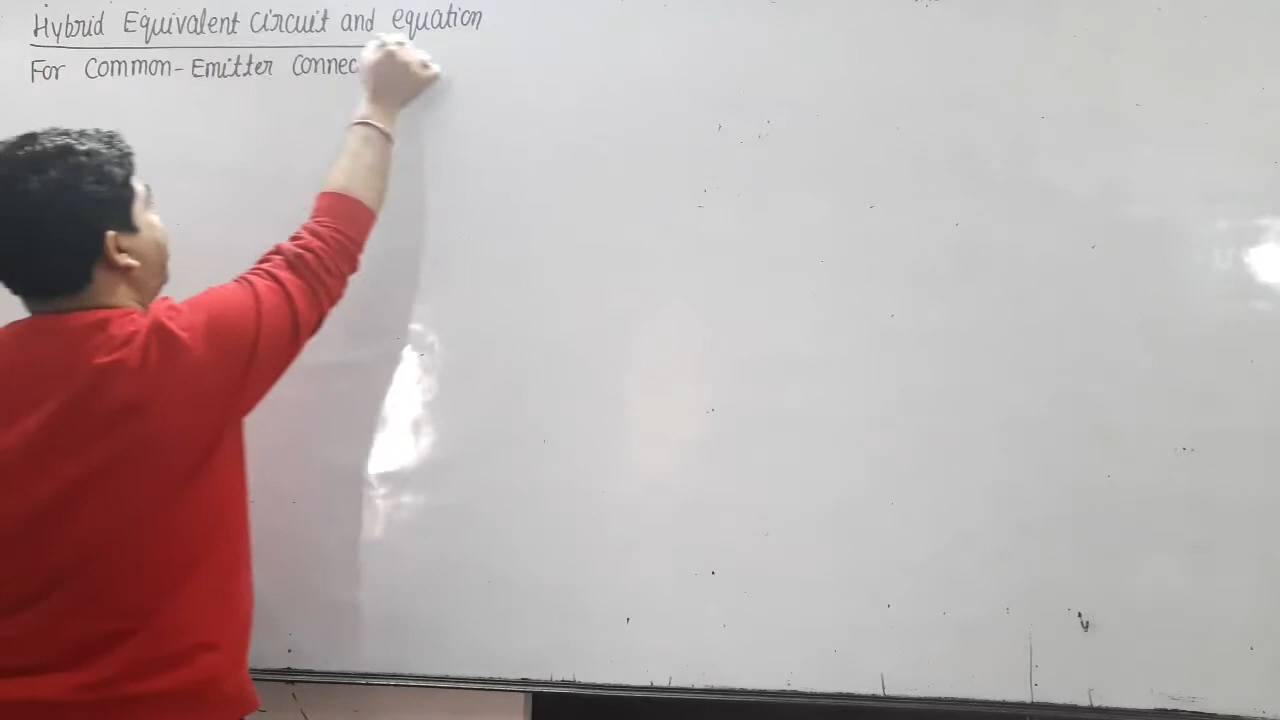 Hybrid Equivalent Circuit and equation
For Common-Emitter Connec